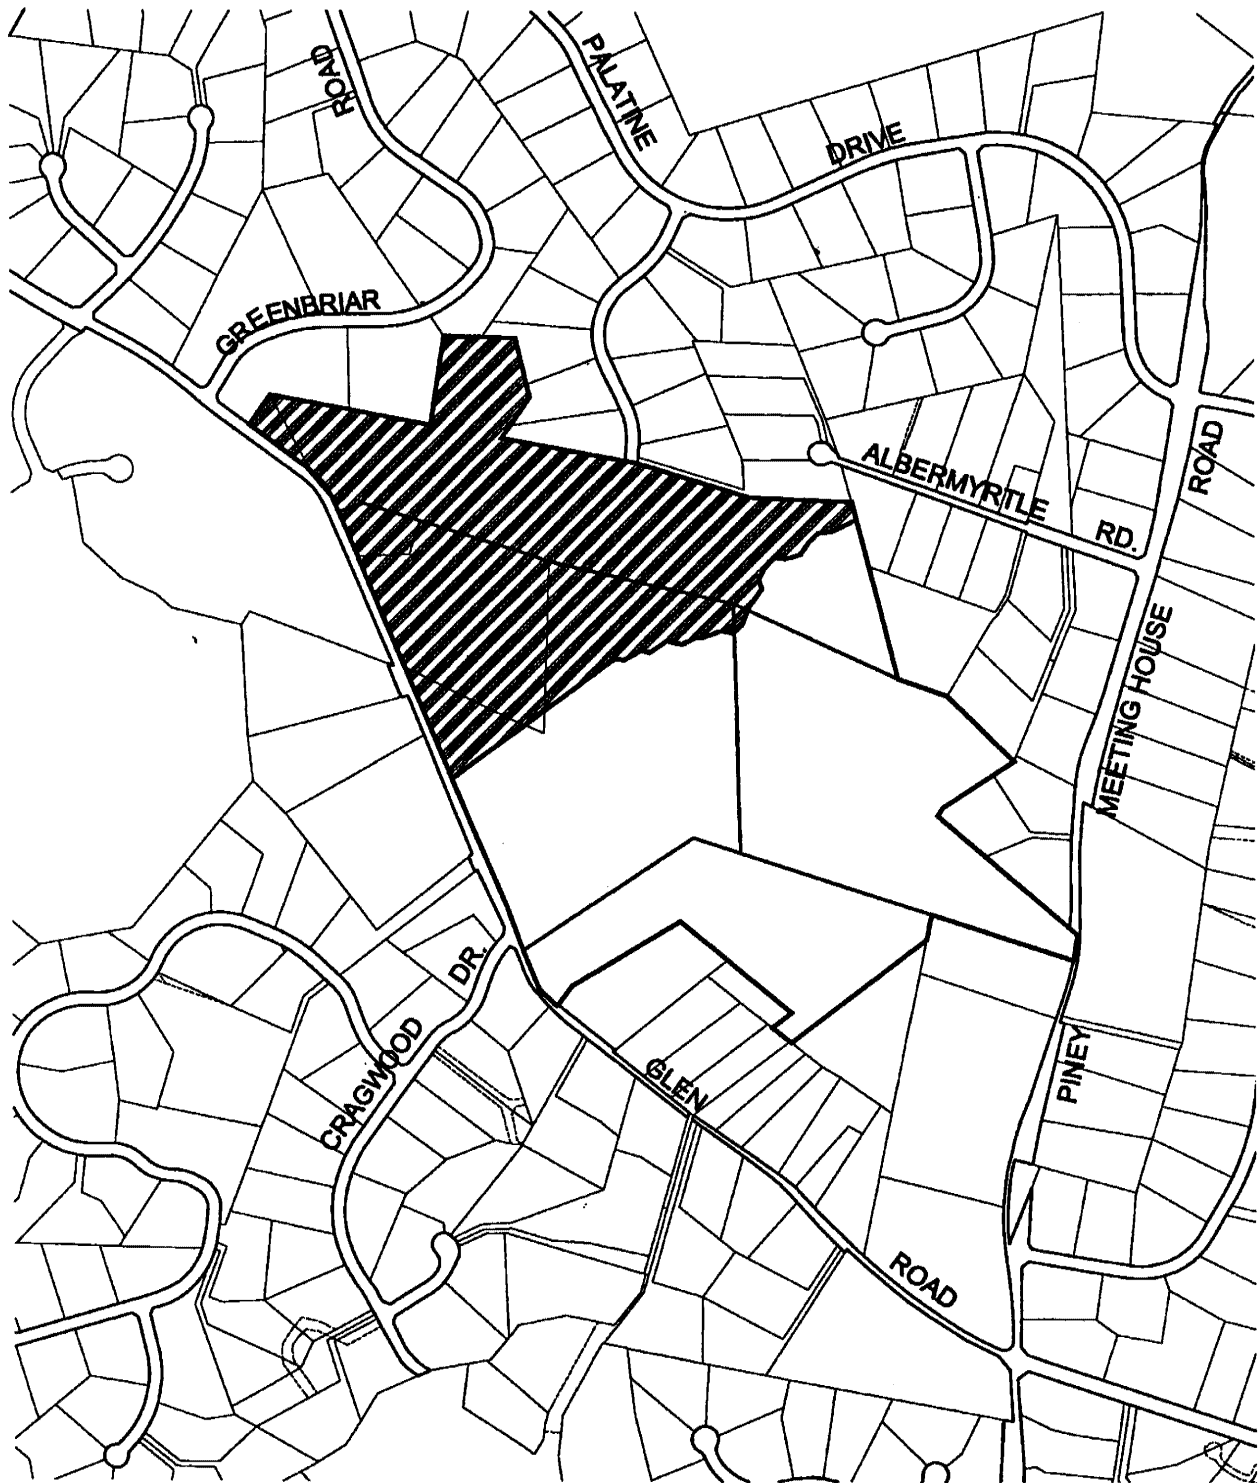 ROAD
PALATINE
DRIVE
GREENBRIAR
ALBERMYRTLE
RD.
ROAD
MEETING HOUSE
DR.
CRAGWOOD
GLEN
PINEY
ROAD